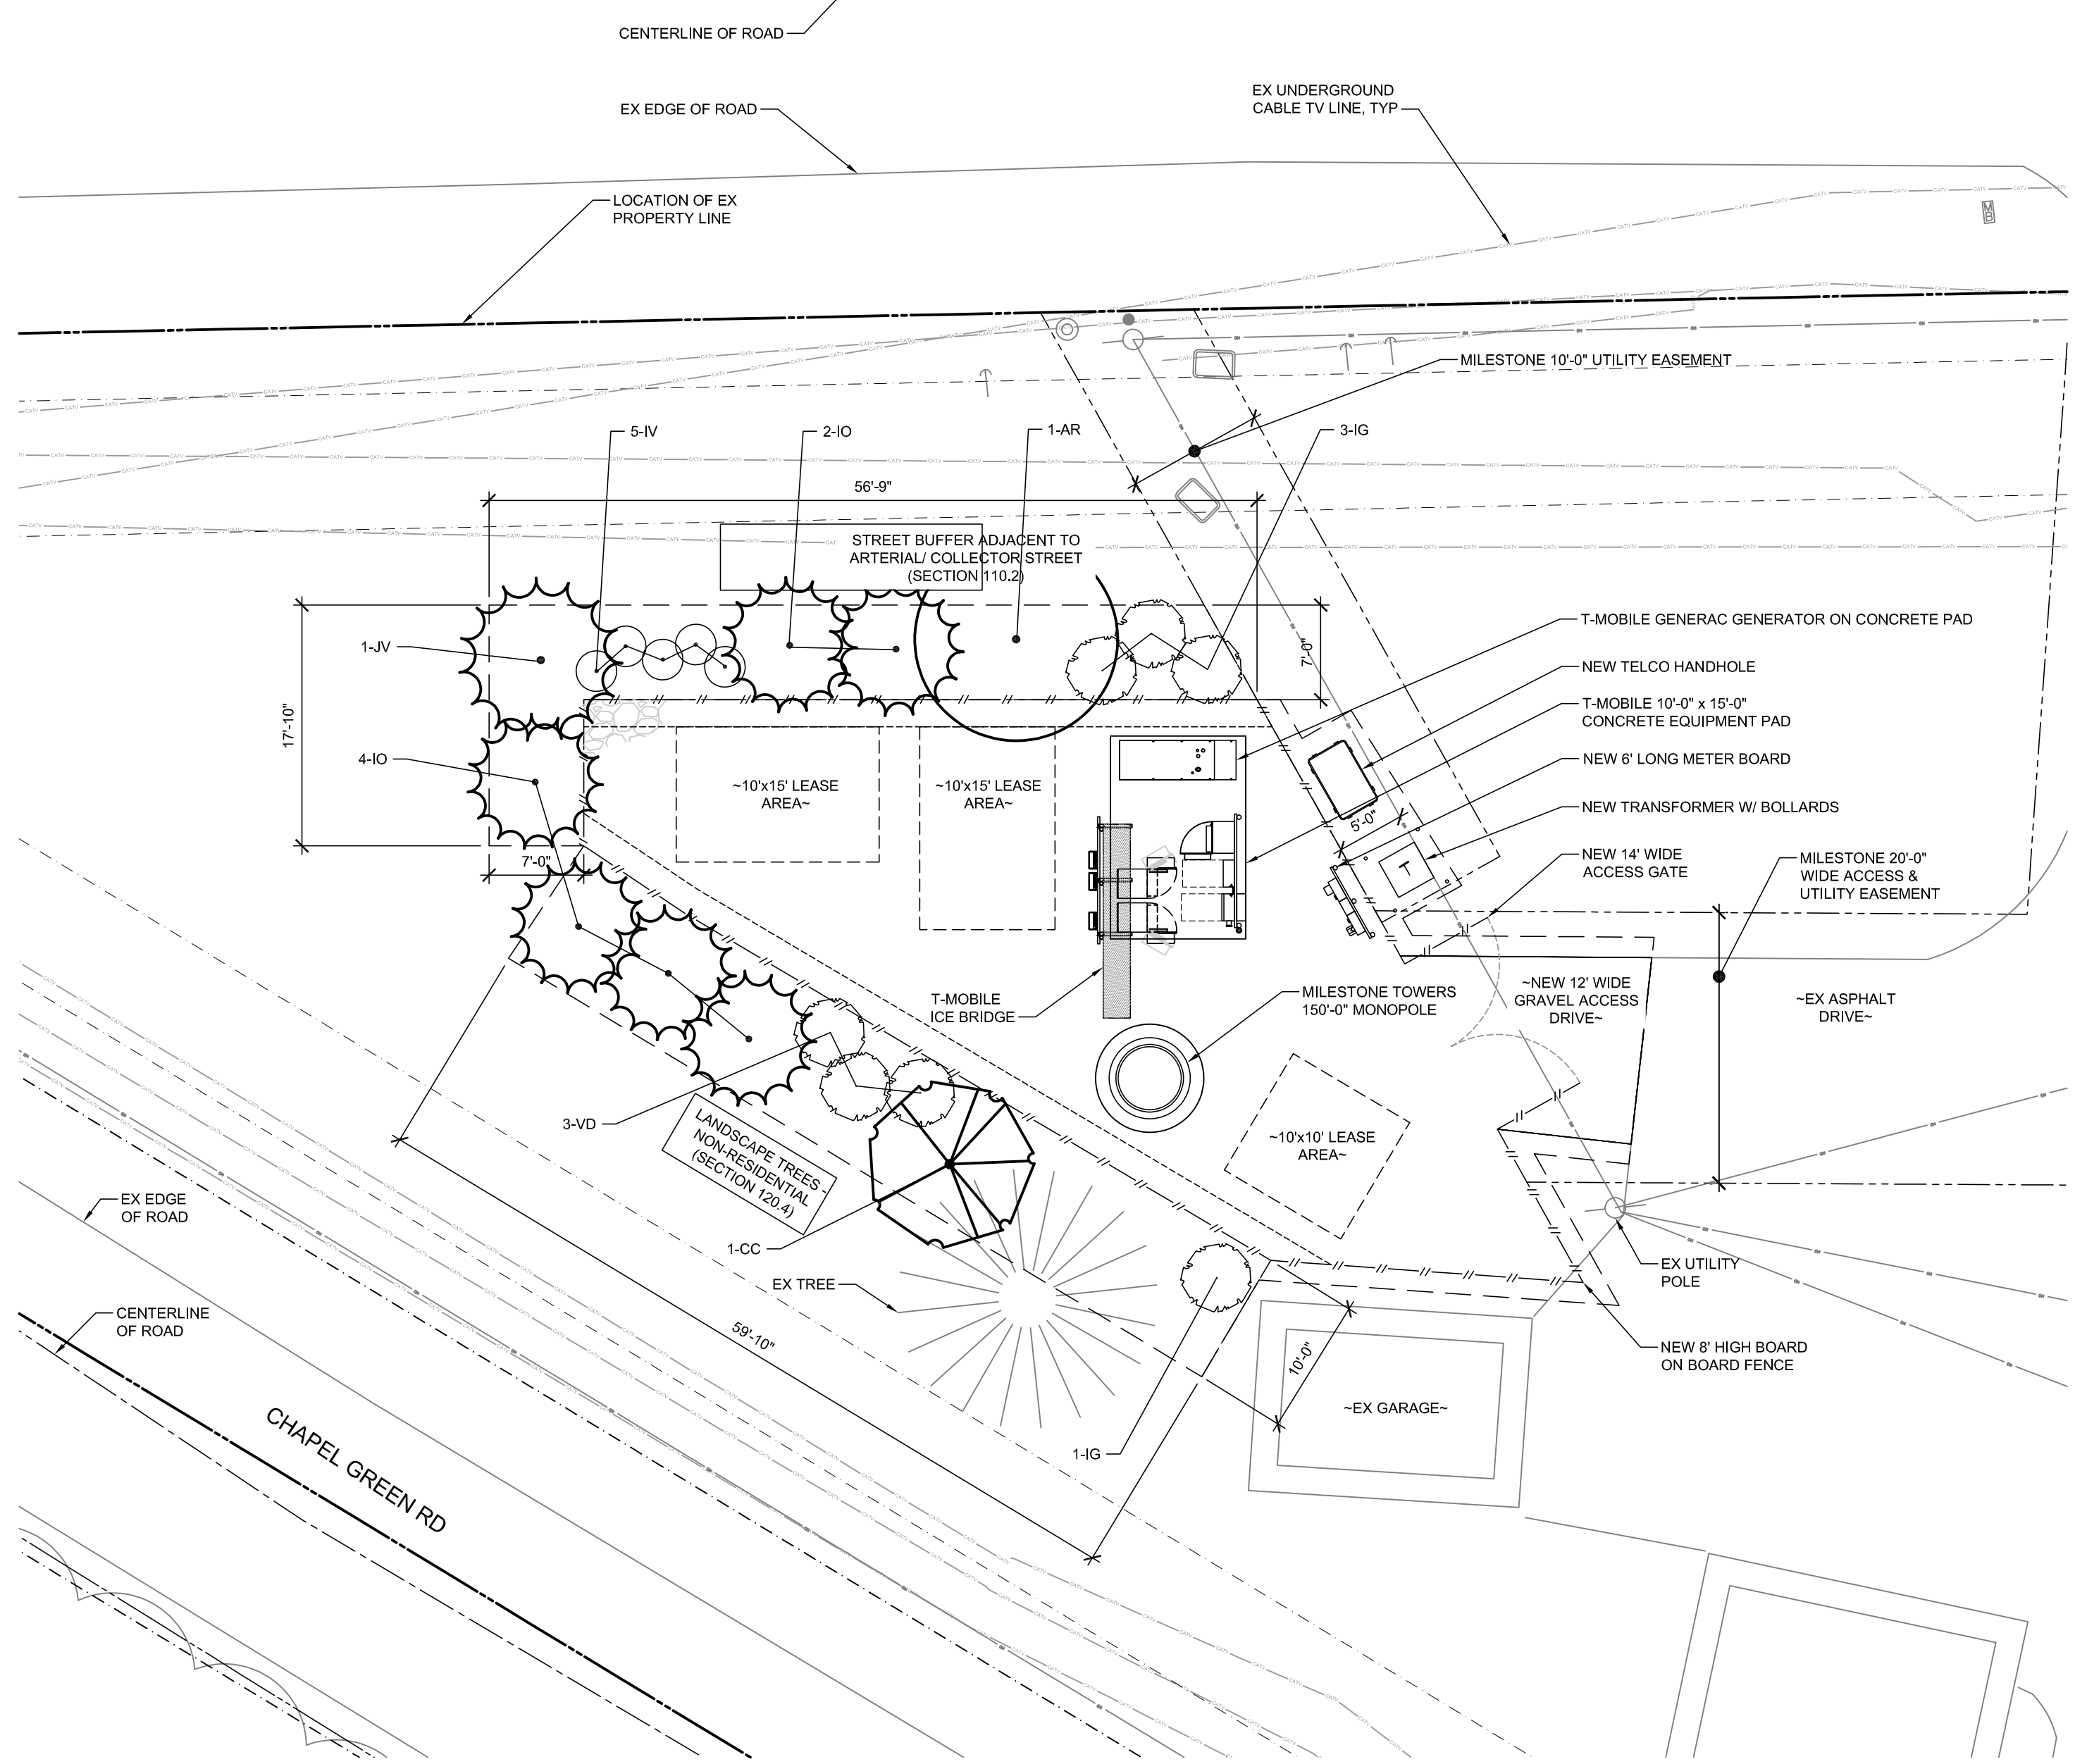 CENTERLINE OF ROAD
EX EDGE OF ROAD
EX UNDERGROUND
CABLE TV LINE, TYP
LOCATION OF EX
PROPERTY LINE
MB
MILESTONE 10'-0" UTILITY EASEMENT
5-IV
2-IO
1-AR
3-IG
56'-9"
STREET BUFFER ADJACENT TO
ARTERIAL/ COLLECTOR STREET
(SECTION 110.2)
1-JV
17'-10"
7'-0"
T-MOBILE GENERAC GENERATOR ON CONCRETE PAD
NEW TELCO HANDHOLE
T-MOBILE 10'-0" x 15'-0"
CONCRETE EQUIPMENT PAD
NEW 6' LONG METER BOARD
NEW TRANSFORMER W/ BOLLARDS
4-IO
~10'x15' LEASE
AREA~
~10'x15' LEASE
AREA~
5'-0"
T
7'-0"
NEW 14' WIDE
ACCESS GATE
MILESTONE 20'-0"
WIDE ACCESS &
UTILITY EASEMENT
T-MOBILE
ICE BRIDGE
MILESTONE TOWERS
150'-0" MONOPOLE
~NEW 12' WIDE
GRAVEL ACCESS
DRIVE~
~EX ASPHALT
DRIVE~
3-VD
LANDSCAPE TREES -
NON-RESIDENTIAL
(SECTION 120.4)
~10'x10' LEASE
AREA~
EX EDGE
OF ROAD
1-CC
EX TREE
EX UTILITY
POLE
CENTERLINE
OF ROAD
59'-10"
10'-0"
NEW 8' HIGH BOARD
ON BOARD FENCE
~EX GARAGE~
1-IG
CHAPEL GREEN RD